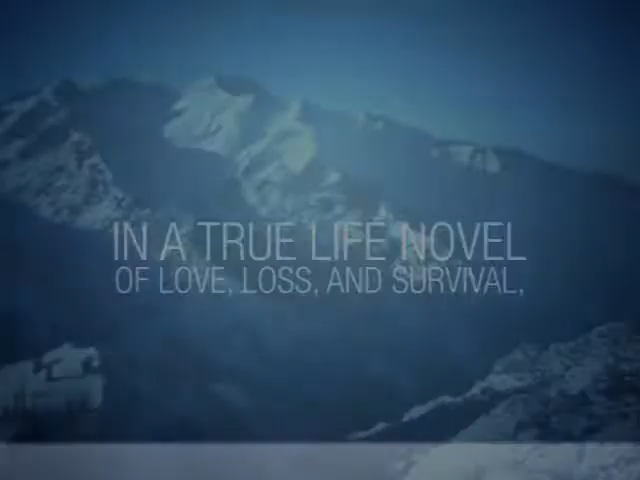 IN A TRUE LIFE NOVEL
OF LOVE, LOSS, AND SURVIVAL,